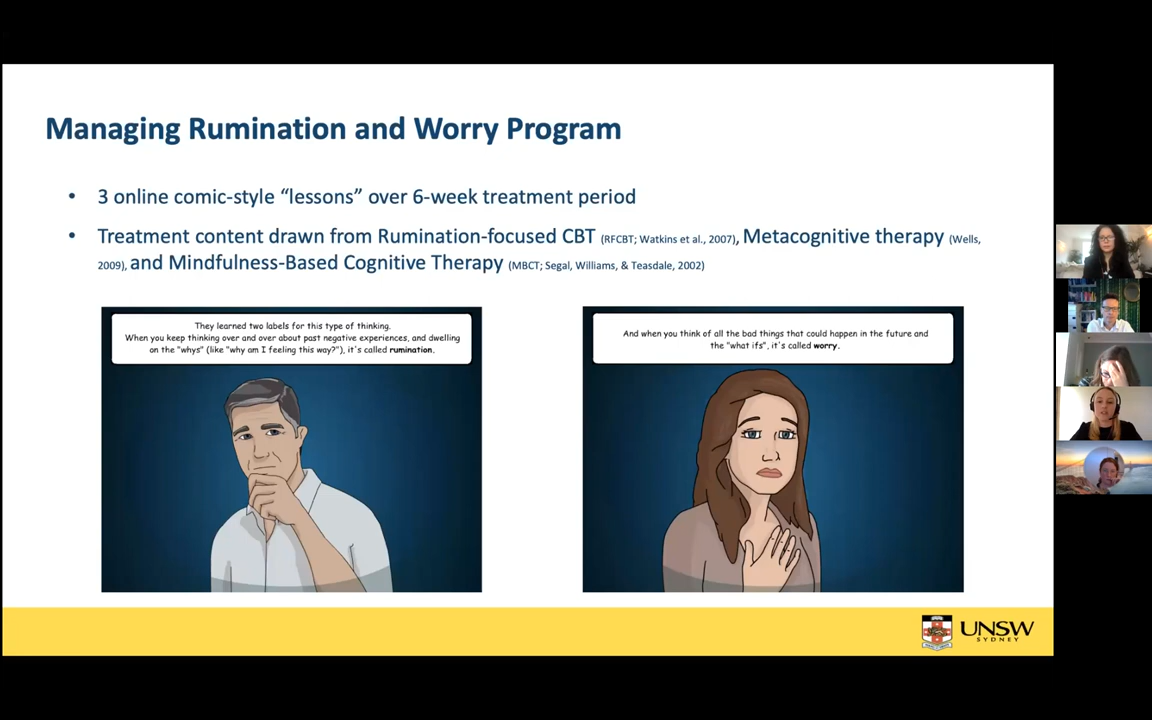 Managing Rumination and Worry Program
• 3 online comic-style “lessons” over 6-week treatment period
• Treatment content drawn from Rumination-focused CBT (RFCBT; Watkins et al., 2007), Metacognitive therapy (Wells,
2009), and Mindfulness-Based Cognitive Therapy (MBCT; Segal, Williams, & Teasdale, 2002)
They learned two labels for this type of thinking.
When you keep thinking over and over about past negative experiences, and dwelling
on the "whys" (like "why am I feeling this way?"), it's called rumination.
And when you think of all the bad things that could happen in the future and
the "what ifs", it's called worry.
UNSW
SYDNEY